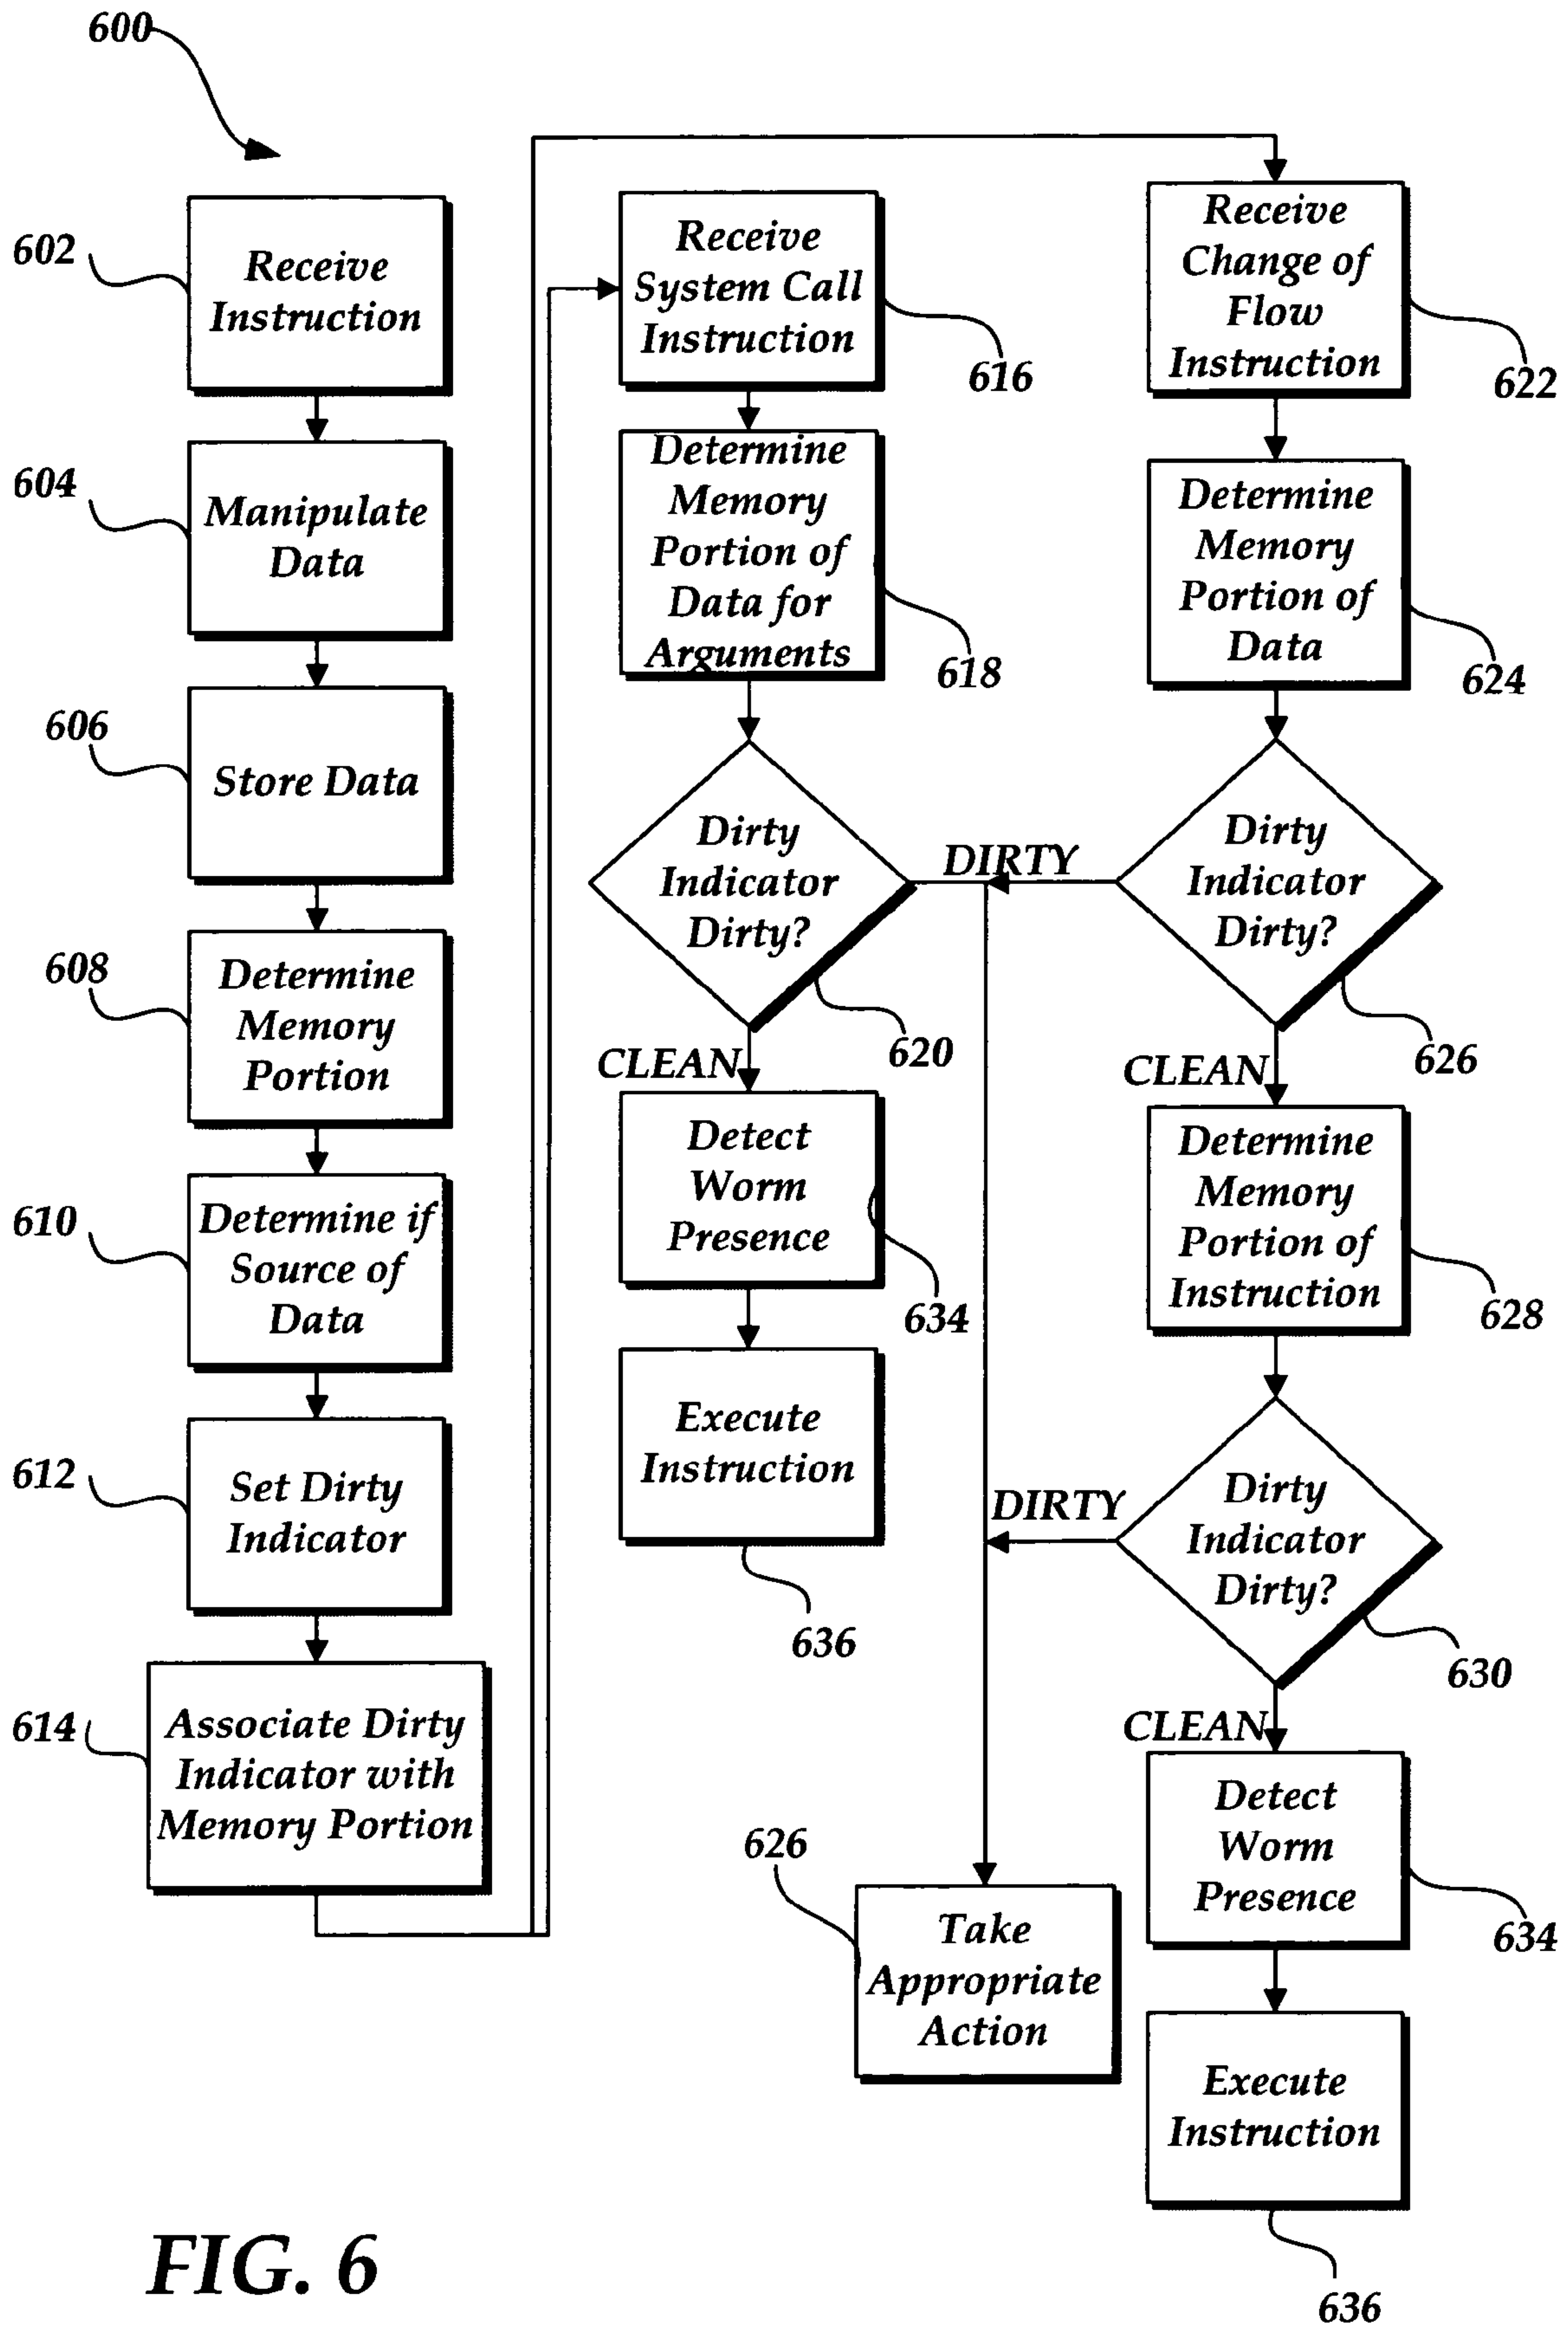 600
602
Receive
Instruction
604
Manipulate
Data
606
Store Data
608
Determine
Memory
Portion
610
Determine if
Source of
Data
612
Set Dirty
Indicator
614
Associate Dirty
Indicator with
Memory Portion
Receive
System Call
Instruction
616
Determine
Memory
Portion of
Data for
Arguments
618
Dirty
Indicator
Dirty?
620
DIRTY
CLEAN
Detect
Worm
Presence
634
Execute
Instruction
636
Receive
Change of
Flow
Instruction
622
Determine
Memory
Portion of
Data
624
Dirty
Indicator
Dirty?
626
CLEAN
Determine
Memory
Portion of
Instruction
628
Dirty
Indicator
Dirty?
630
DIRTY
CLEAN
Detect
Worm
Presence
634
626
Take
Appropriate
Action
Execute
Instruction
636
FIG. 6